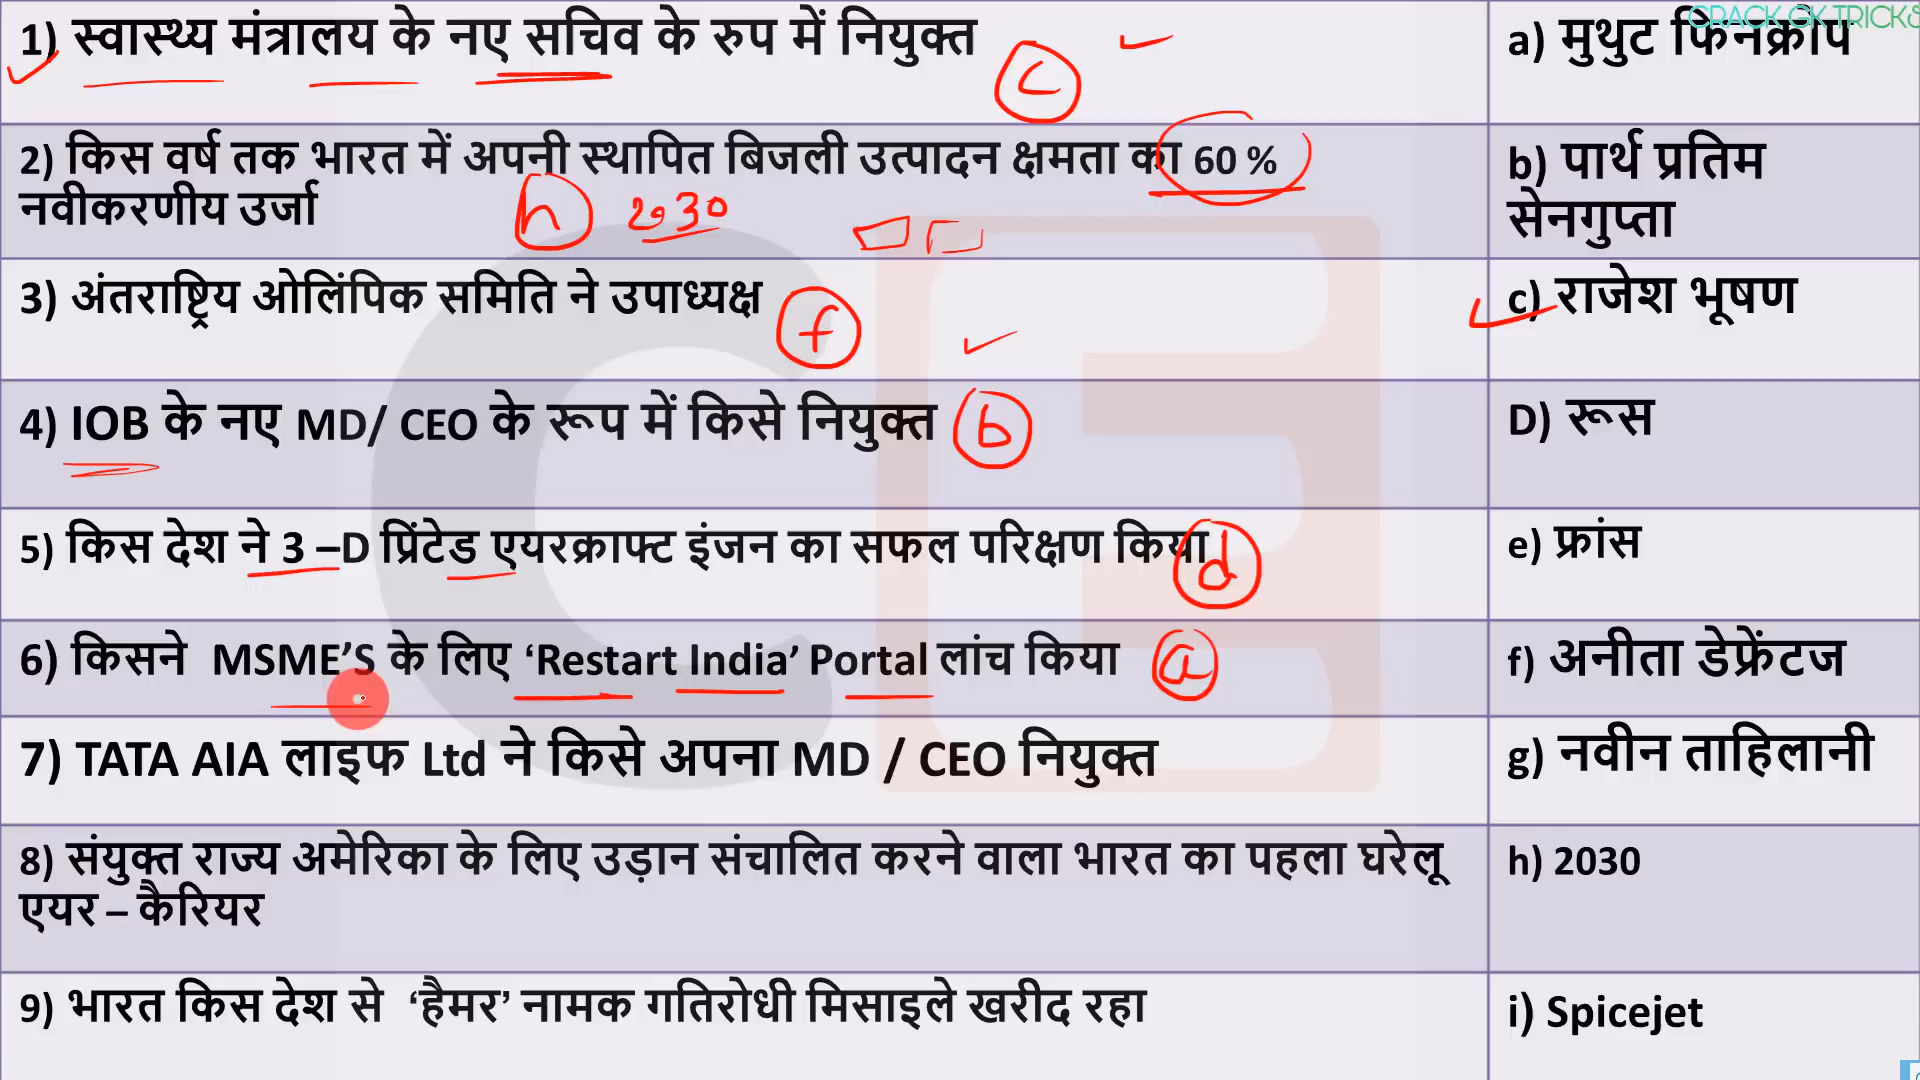 CRACK GK TRICKS
1) स्वास्थ्य मंत्रालय के नए सचिव के रुप में नियुक्त
c
a) मुथुट फिनक्रोप
2) किस वर्ष तक भारत में अपनी स्थापित बिजली उत्पादन क्षमता का 60 %
नवीकरणीय उर्जा
h 2030
b) पार्थ प्रतिम
सेनगुप्ता
3) अंतराष्ट्रिय ओलिंपिक समिति ने उपाध्यक्ष
f
c) राजेश भूषण
4) IOB के नए MD/ CEO के रूप में किसे नियुक्त
b
D) रूस
5) किस देश ने 3 –D प्रिंटेड एयरक्राफ्ट इंजन का सफल परिक्षण किया
d
e) फ्रांस
6) किसने MSME’S के लिए ‘Restart India’ Portal लांच किया
a
f) अनीता डेफ्रेंटज
7) TATA AIA लाइफ Ltd ने किसे अपना MD / CEO नियुक्त
g) नवीन ताहिलानी
8) संयुक्त राज्य अमेरिका के लिए उड़ान संचालित करने वाला भारत का पहला घरेलू
एयर – कैरियर
h) 2030
9) भारत किस देश से ‘हैमर’ नामक गतिरोधी मिसाइले खरीद रहा
i) Spicejet